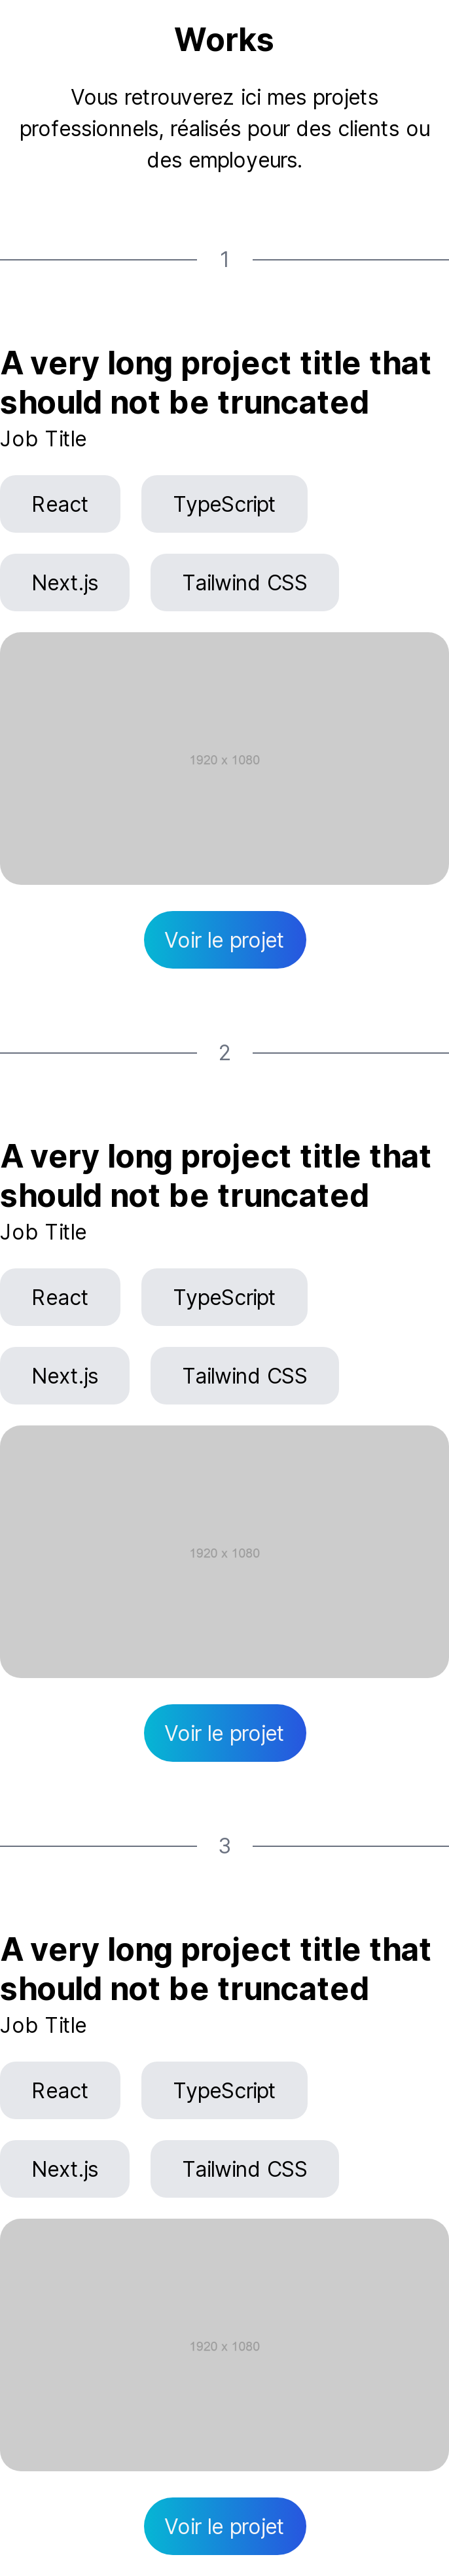 Works
Vous retrouverez ici mes projets
professionnels, réalisés pour des clients ou
des employeurs.
1
A very long project title that
should not be truncated
Job Title
React TypeScript
Next.js Tailwind CSS
1920 x 1080
Voir le projet
2
A very long project title that
should not be truncated
Job Title
React TypeScript
Next.js Tailwind CSS
1920 x 1080
Voir le projet
3
A very long project title that
should not be truncated
Job Title
React TypeScript
Next.js Tailwind CSS
1920 x 1080
Voir le projet